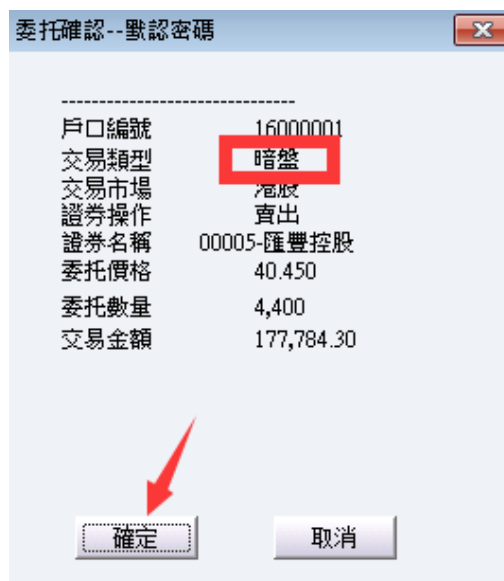 委托確認--默認密碼
-------------------------------
戶口編號 16000001
交易類型 暗盤
交易市場 港股
證券操作 賣出
證券名稱 00005-匯豐控股
委托價格 40.450
委托數量 4,400
交易金額 177,784.30
確定 取消